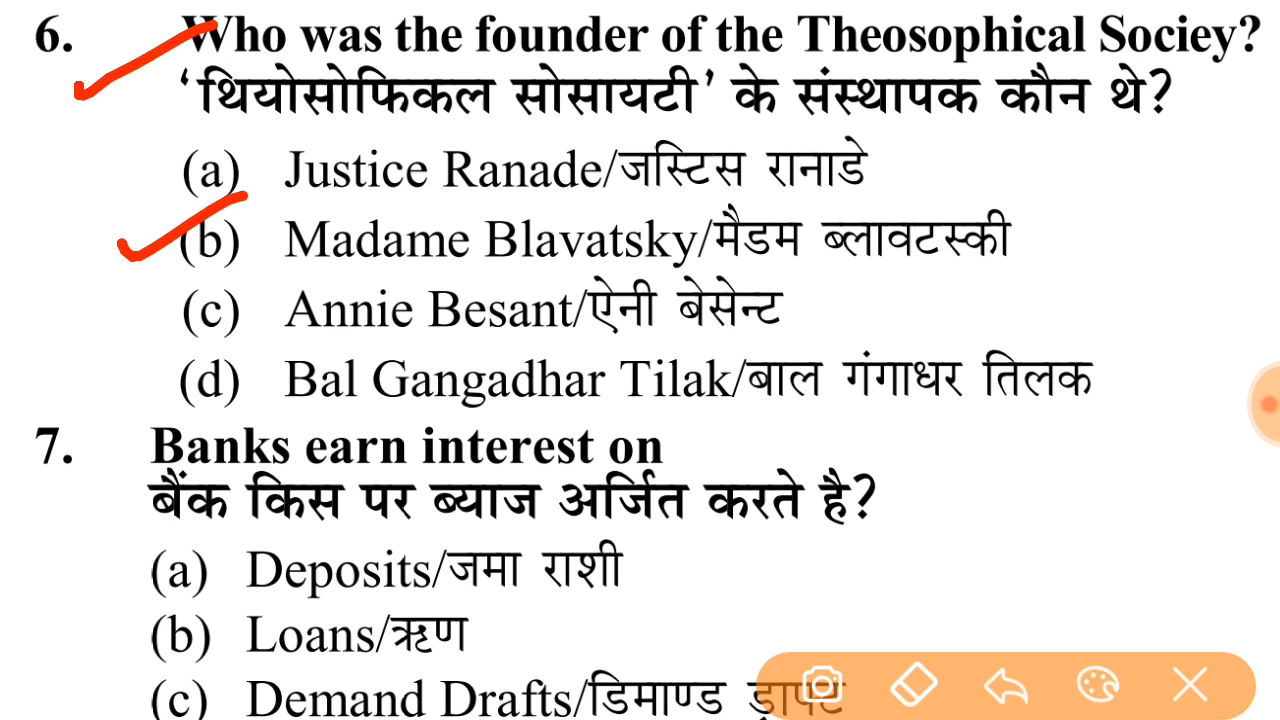 6. Who was the founder of the Theosophical Sociey?
‘थियोसोफिकल सोसायटी’ के संस्थापक कौन थे?
(a) Justice Ranade/जस्टिस रानाडे
(b) Madame Blavatsky/मैडम ब्लावटस्की
(c) Annie Besant/ऐनी बेसेन्ट
(d) Bal Gangadhar Tilak/बाल गंगाधर तिलक
7. Banks earn interest on
बैंक किस पर ब्याज अर्जित करते है?
(a) Deposits/जमा राशी
(b) Loans/ऋण
(c) Demand Drafts/डिमाण्ड ड्राफ्ट